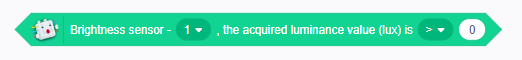 Brightness sensor - 1 , the acquired luminance value (lux) is > 0